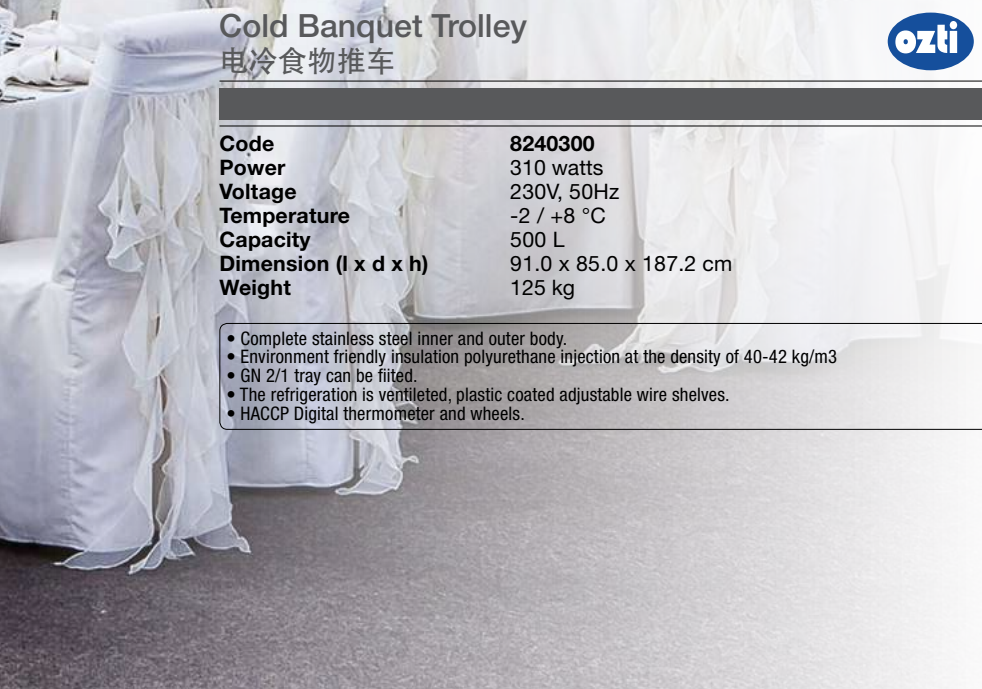 Cold Banquet Trolley
电冷食物推车
ozti
Code 8240300
Power 310 watts
Voltage 230V, 50Hz
Temperature -2 / +8 °C
Capacity 500 L
Dimension (l x d x h) 91.0 x 85.0 x 187.2 cm
Weight 125 kg
• Complete stainless steel inner and outer body.
• Environment friendly insulation polyurethane injection at the density of 40-42 kg/m3
• GN 2/1 tray can be fiited.
• The refrigeration is ventileted, plastic coated adjustable wire shelves.
• HACCP Digital thermometer and wheels.